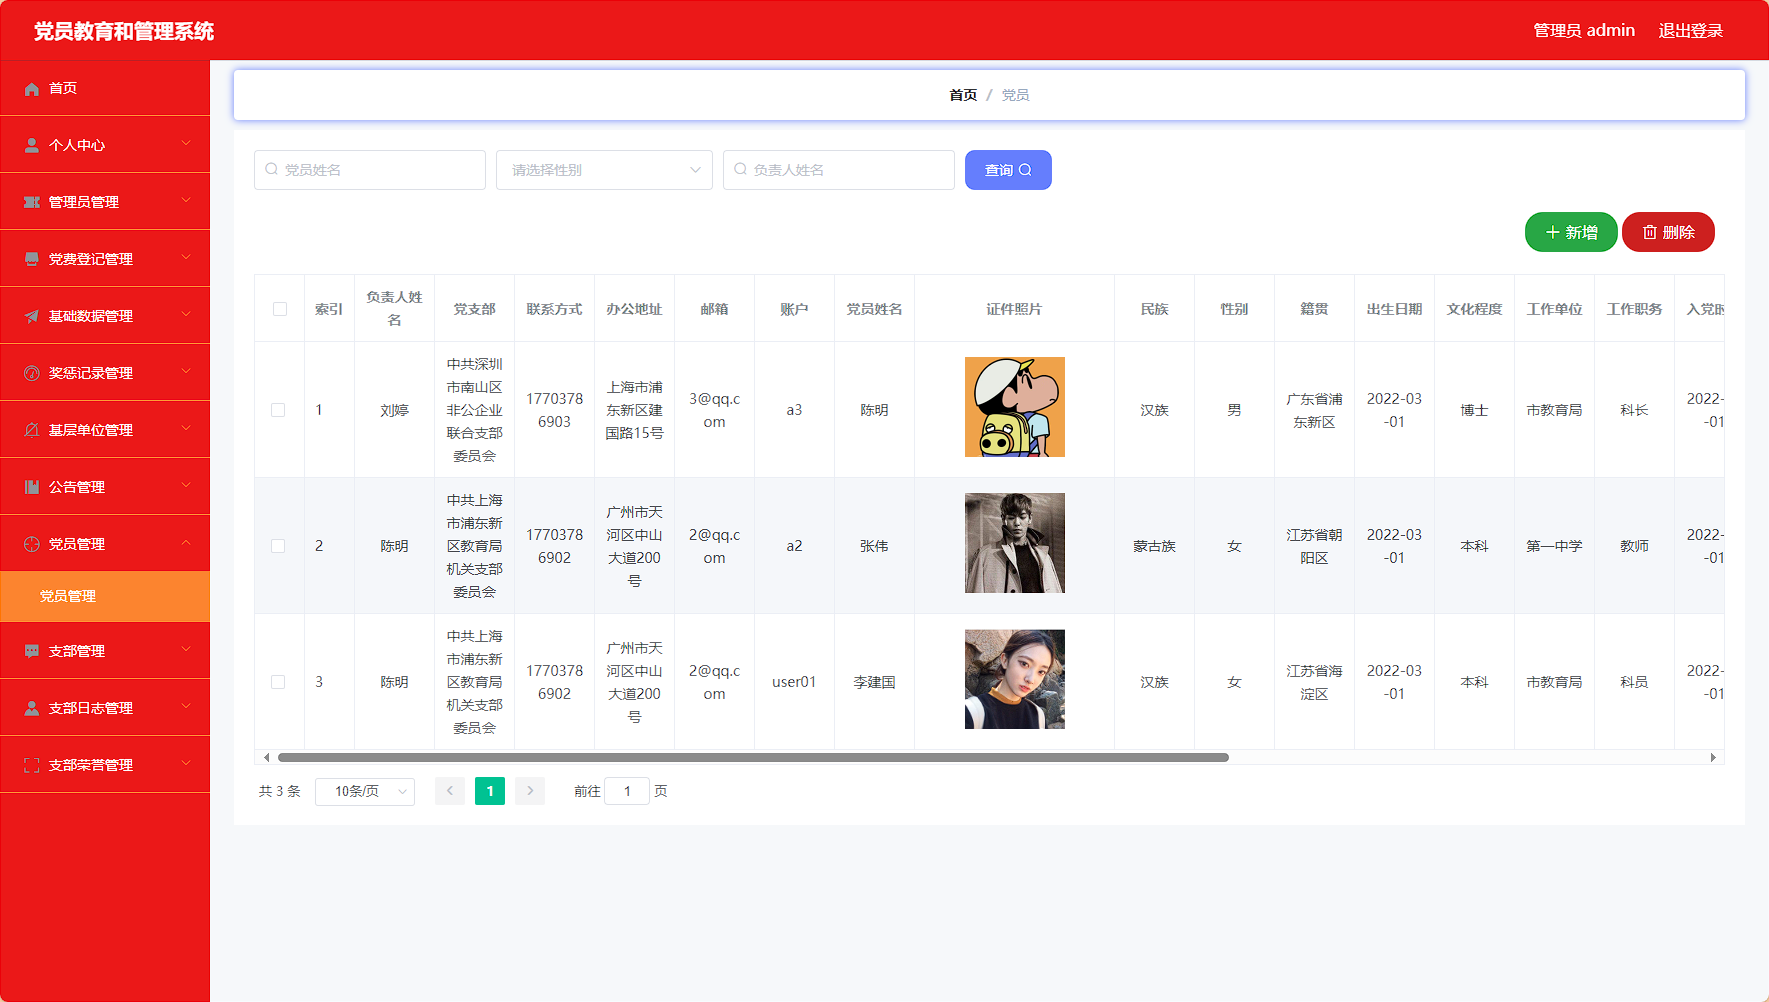 党员教育和管理系统
管理员 admin 退出登录
首页
个人中心
管理员管理
党费登记管理
基础数据管理
奖惩记录管理
基层单位管理
公告管理
党员管理
党员管理
支部管理
支部日志管理
支部荣誉管理
首页 / 党员
党员姓名 请选择性别 负责人姓名 查询
新增 删除
索引 负责人姓名 党支部 联系方式 办公地址 邮箱 账户 党员姓名 证件照片 民族 性别 籍贯 出生日期 文化程度 工作单位 工作职务 入党时
1 刘婷 中共深圳市南山区非公企业联合支部委员会 17703786903 上海市浦东新区建国路15号 3@qq.com a3 陈明 汉族 男 广东省浦东新区 2022-03-01 博士 市教育局 科长 2022--01
2 陈明 中共上海市浦东新区教育局机关支部委员会 17703786902 广州市天河区中山大道200号 2@qq.com a2 张伟 蒙古族 女 江苏省朝阳区 2022-03-01 本科 第一中学 教师 2022--01
3 陈明 中共上海市浦东新区教育局机关支部委员会 17703786902 广州市天河区中山大道200号 2@qq.com user01 李建国 汉族 女 江苏省海淀区 2022-03-01 本科 市教育局 科员 2022--01
共 3 条 10条/页 1 前往 1 页